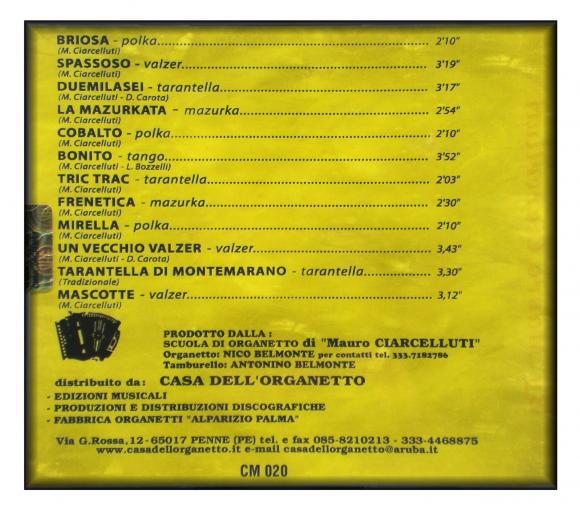 BRIOSA - polka........................................................ 2'10"
(M. Ciarcelluti)
SPASSOSO - valzer.................................................. 3'19"
(M. Ciarcelluti)
DUEMILASEI - tarantella........................................ 3'17"
(M. Ciarcelluti - D. Carota)
LA MAZURKATA - mazurka................................. 2'54"
(M. Ciarcelluti)
COBALTO - polka.................................................... 2'10"
(M. Ciarcelluti)
BONITO - tango...................................................... 3'52"
(M. Ciarcelluti - L. Bozzelli)
TRIC TRAC - tarantella........................................... 2'03"
(M. Ciarcelluti)
FRENETICA - mazurka........................................... 2'30"
(M. Ciarcelluti)
MIRELLA - polka..................................................... 2'10"
(M. Ciarcelluti)
UN VECCHIO VALZER - valzer................................. 3,43"
(M. Ciarcelluti - D. Carota)
TARANTELLA DI MONTEMARANO - tarantella.............. 3,30"
(Tradizionale)
MASCOTTE - valzer................................................ 3,12"
(M. Ciarcelluti)
PRODOTTO DALLA :
SCUOLA DI ORGANETTO di "Mauro CIARCELLUTI"
Organetto: NICO BELMONTE per contatti tel. 333.7182786
Tamburello: ANTONINO BELMONTE
distribuito da: CASA DELL'ORGANETTO
- EDIZIONI MUSICALI
- PRODUZIONI E DISTRIBUZIONI DISCOGRAFICHE
- FABBRICA ORGANETTI "ALPARIZIO PALMA"
Via G.Rossa,12-65017 PENNE (PE) tel. e fax 085-8210213 - 333-4468875
www.casadellorganetto.it e-mail casadellorganetto@aruba.it
CM 020